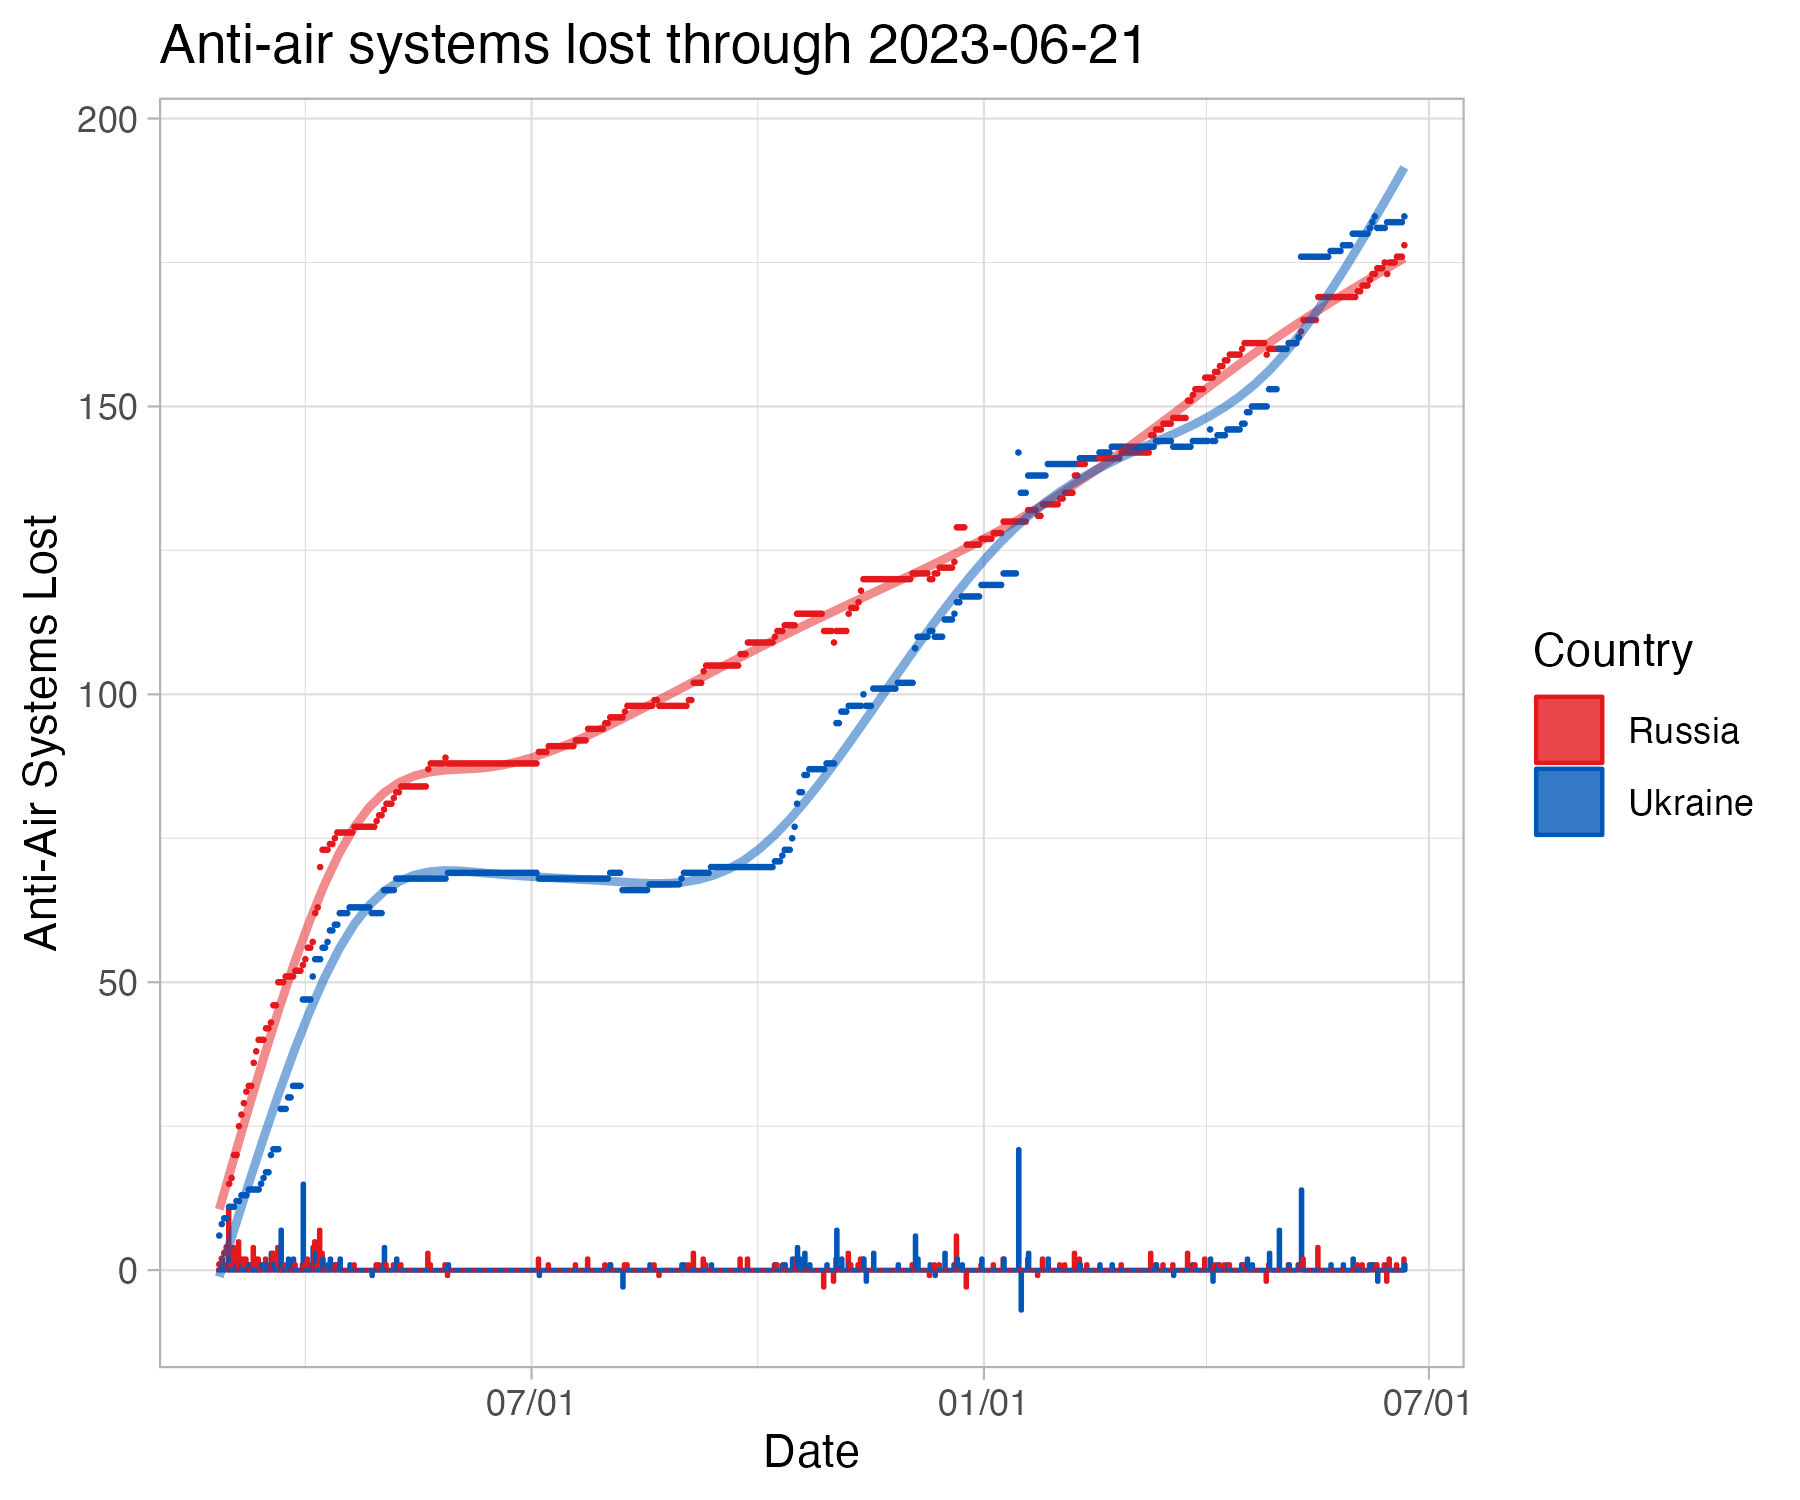 Anti-air systems lost through 2023-06-21
Anti-Air Systems Lost
200
150
100
50
0
07/01
01/01
07/01
Date
Country
Russia
Ukraine